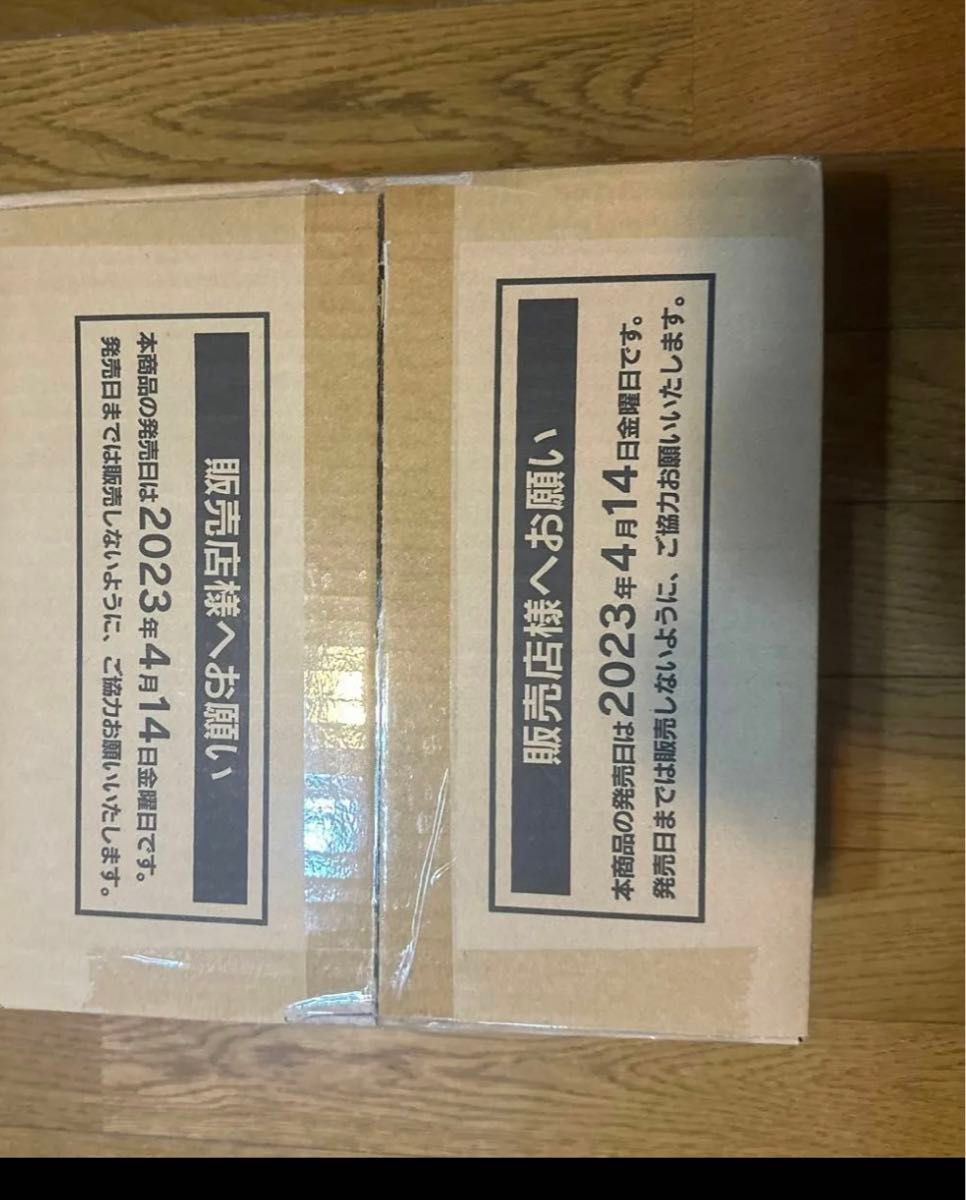 販売店様へお願い
本商品の発売日は2023年4月14日金曜日です。
発売日までは販売しないように、ご協力お願いいたします。
販売店様へお願い
本商品の発売日は2023年4月14日金曜日です。
発売日までは販売しないように、ご協力お願いいたします。